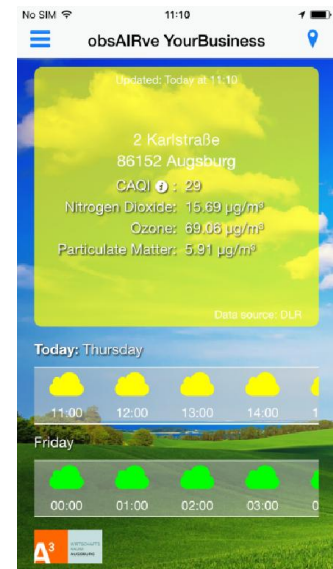 No SIM 11:10
obsAIRve YourBusiness
Updated: Today at 11:10
2 Karlstraße
86152 Augsburg
CAQI i : 29
Nitrogen Dioxide: 15.69 µg/m³
Ozone: 69.06 µg/m³
Particulate Matter: 5.91 µg/m³
Data source: DLR
Today: Thursday
11:00 12:00 13:00 14:00 1
Friday
00:00 01:00 02:00 03:00 0
A³